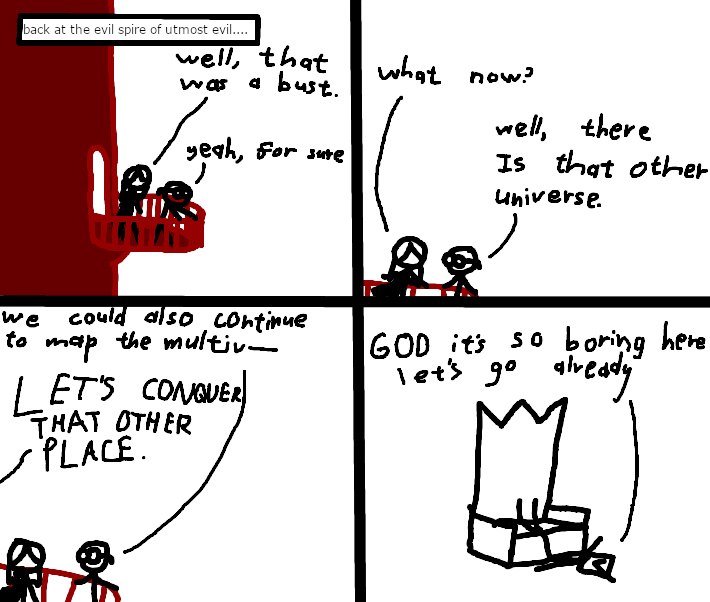 back at the evil spire of utmost evil....
well, that
was a bust.
yeah, for sure
what now?
well, there
Is that other
universe.
we could also continue
to map the multiv—
LET'S CONQUER
THAT OTHER
PLACE.
GOD it's so boring here
let's go already